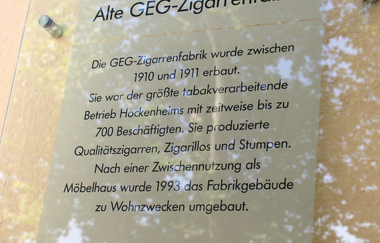 Alte GEG-Zigarrenfa
Die GEG-Zigarrenfabrik wurde zwischen
1910 und 1911 erbaut.
Sie war der größte tabakverarbeitende
Betrieb Hockenheims mit zeitweise bis zu
700 Beschäftigten. Sie produzierte
Qualitätszigarren, Zigarillos und Stumpen.
Nach einer Zwischennutzung als
Möbelhaus wurde 1993 das Fabrikgebäude
zu Wohnzwecken umgebaut.